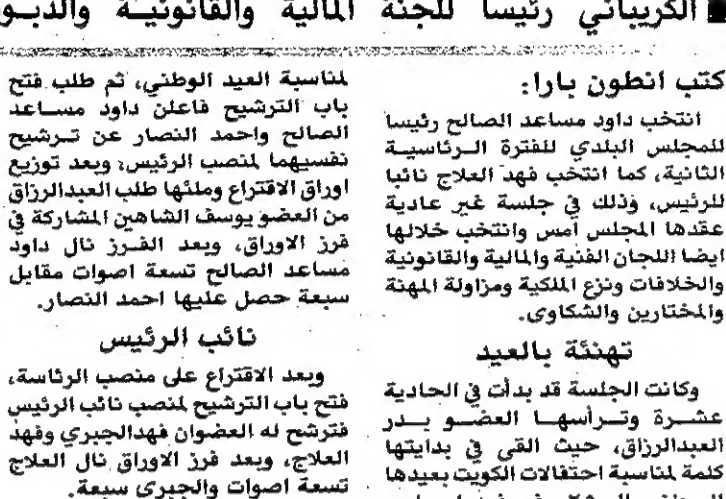 ■ الكريباني رئيسا للجنة المالية والقانونية والدبو
كتب انطون بارا:
انتخب داود مساعد الصالح رئيسا
للمجلس البلدي للفترة الرئاسية
الثانية، كما انتخب فهد العلاج نائبا
للرئيس، وذلك في جلسة غير عادية
عقدها المجلس أمس وانتخب خلالها
ايضا اللجان الفنية والمالية والقانونية
والخلافات ونزع الملكية ومزاولة المهنة
والمختارين والشكاوى.
تهنئة بالعيد
وكانت الجلسة قد بدأت في الحادية
عشرة وترأسها العضو بدر
العبدالرزاق، حيث القى في بدايتها
كلمة لمناسبة احتفالات الكويت بعيدها
لمناسبة العيد الوطني، ثم طلب فتح
باب الترشيح فاعلن داود مساعد
الصالح واحمد النصار عن ترشيح
نفسيهما لمنصب الرئيس، وبعد توزيع
اوراق الاقتراع وملئها طلب العبدالرزاق
من العضو يوسف الشاهين المشاركة في
فرز الاوراق، وبعد الفرز نال داود
مساعد الصالح تسعة اصوات مقابل
سبعة حصل عليها احمد النصار.
نائب الرئيس
وبعد الاقتراع على منصب الرئاسة،
فتح باب الترشيح لمنصب نائب الرئيس
فترشح له العضوان فهدالجبري وفهد
العلاج، وبعد فرز الاوراق نال العلاج
تسعة اصوات والجبري سبعة.